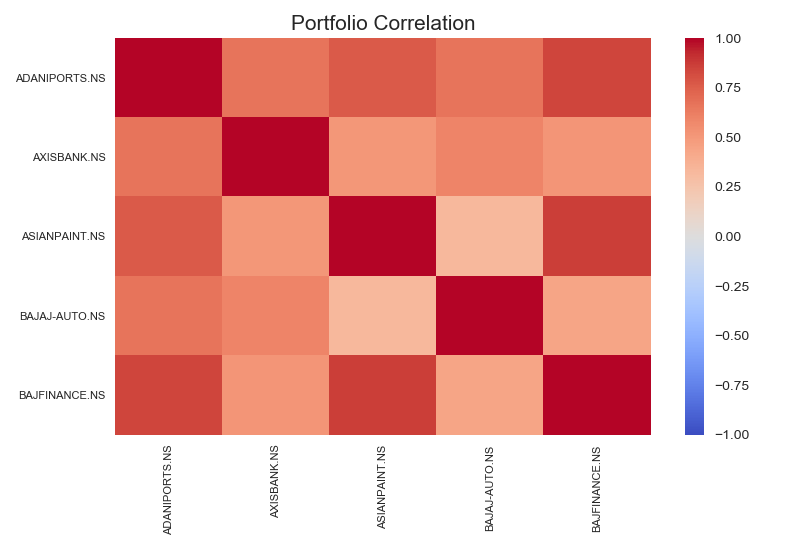 Portfolio Correlation
ADANIPORTS.NS
AXISBANK.NS
ASIANPAINT.NS
BAJAJ-AUTO.NS
BAJFINANCE.NS
ADANIPORTS.NS
AXISBANK.NS
ASIANPAINT.NS
BAJAJ-AUTO.NS
BAJFINANCE.NS
1.00
0.75
0.50
0.25
0.00
−0.25
−0.50
−0.75
−1.00